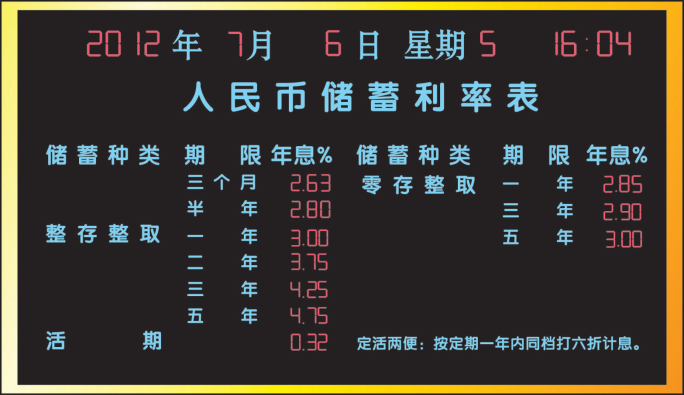 2012 年 7月 6 日 星期 5 16:04
人民币储蓄利率表
储蓄种类 期 限 年息% 储蓄种类 期 限 年息%
三个月 2.63 零存整取 一 年 2.85
半 年 2.80 三 年 2.90
整存整取 一 年 3.00 五 年 3.00
二 年 3.75
三 年 4.25
五 年 4.75
活 期 0.32 定活两便：按定期一年内同档打六折计息。